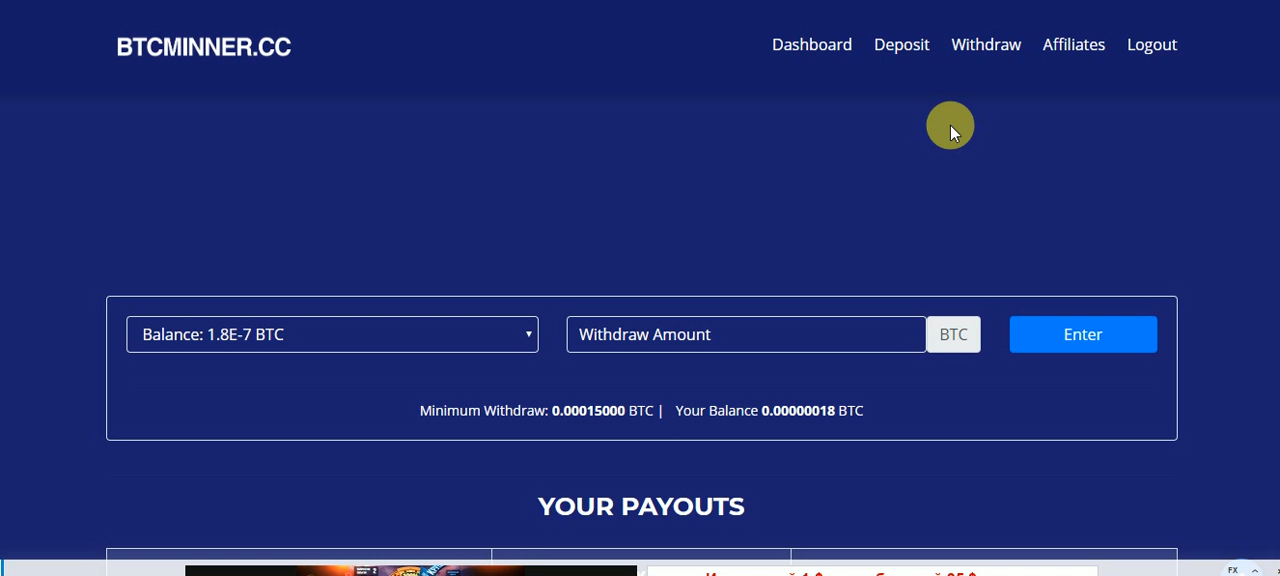 BTCMINNER.CC
Dashboard Deposit Withdraw Affiliates Logout
Balance: 1.8E-7 BTC
Withdraw Amount
BTC
Enter
Minimum Withdraw: 0.00015000 BTC | Your Balance 0.00000018 BTC
YOUR PAYOUTS
FX